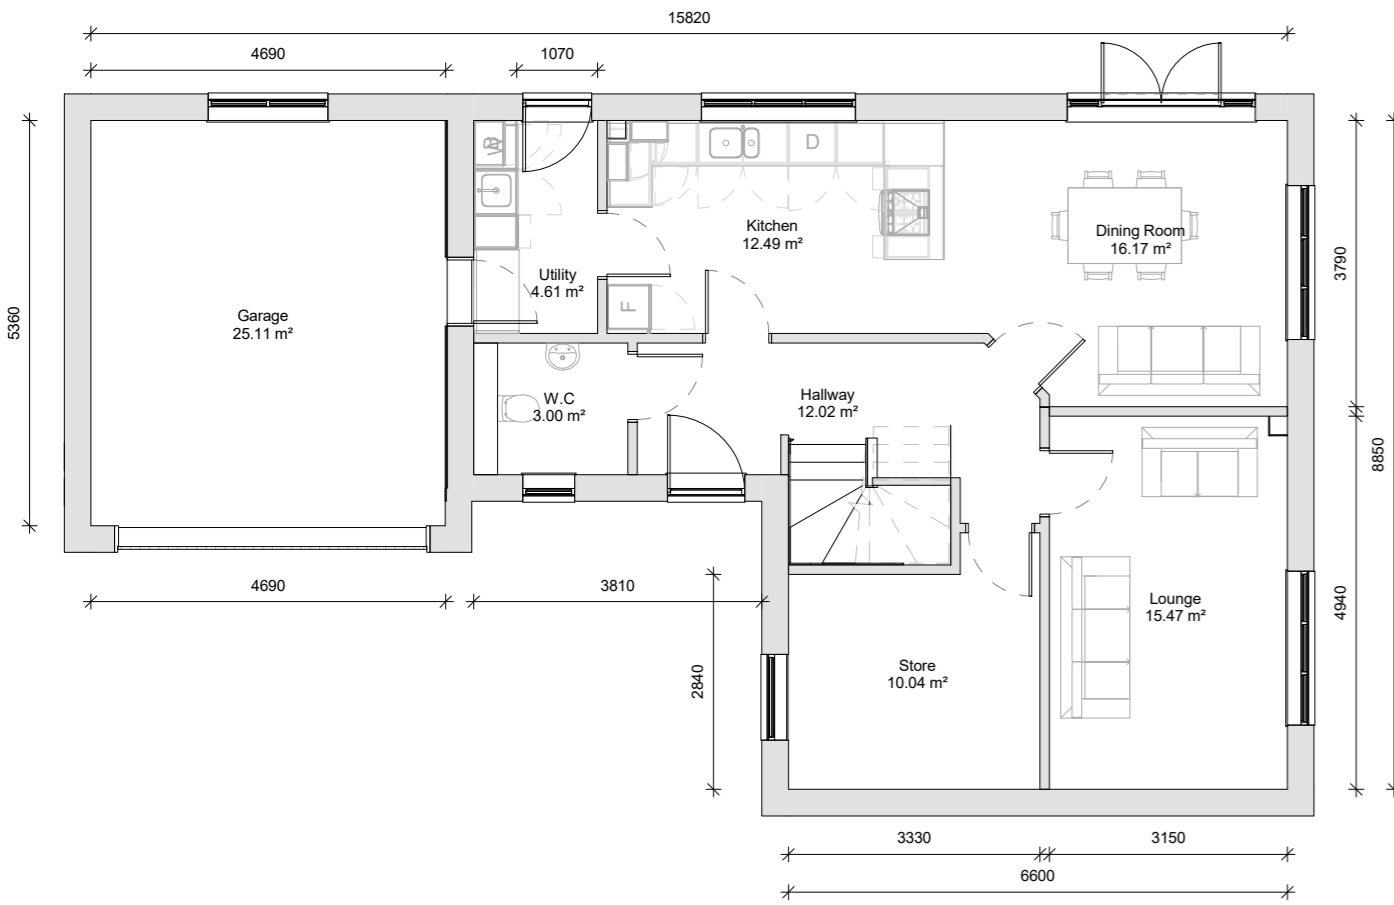 15820
4690
1070
5360
Garage
25.11 m²
Utility
4.61 m²
Kitchen
12.49 m²
D
F
Dining Room
16.17 m²
3790
8850
W.C
3.00 m²
Hallway
12.02 m²
4690
3810
2840
Store
10.04 m²
Lounge
15.47 m²
4940
3330
3150
6600